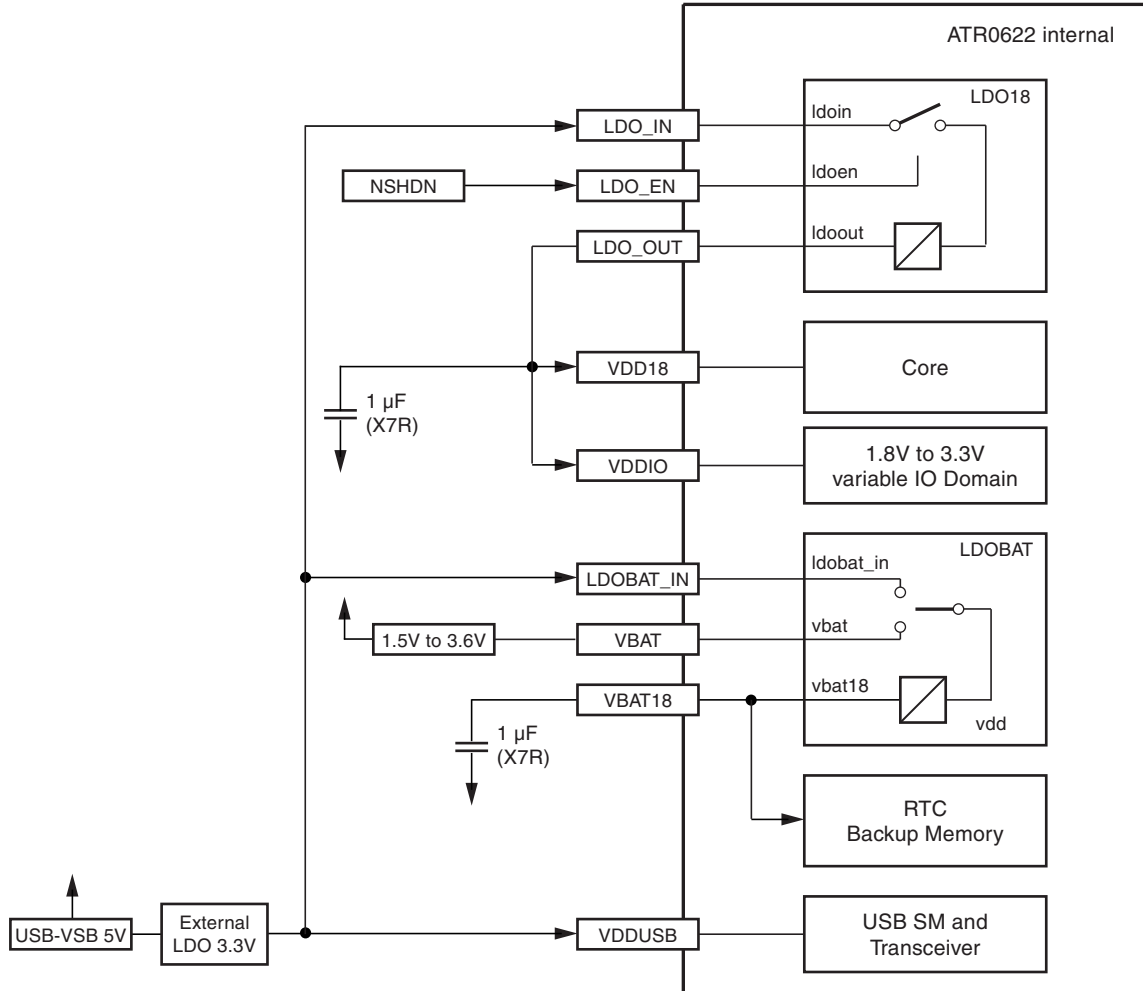 ATR0622 internal
LDO18
LDO_IN
ldoin
NSHDN
LDO_EN
ldoen
LDO_OUT
ldoout
VDD18
Core
1 µF
(X7R)
VDDIO
1.8V to 3.3V
variable IO Domain
LDOBAT
LDOBAT_IN
ldobat_in
1.5V to 3.6V
VBAT
vbat
VBAT18
vbat18
vdd
1 µF
(X7R)
RTC
Backup Memory
USB-VSB 5V
External
LDO 3.3V
VDDUSB
USB SM and
Transceiver